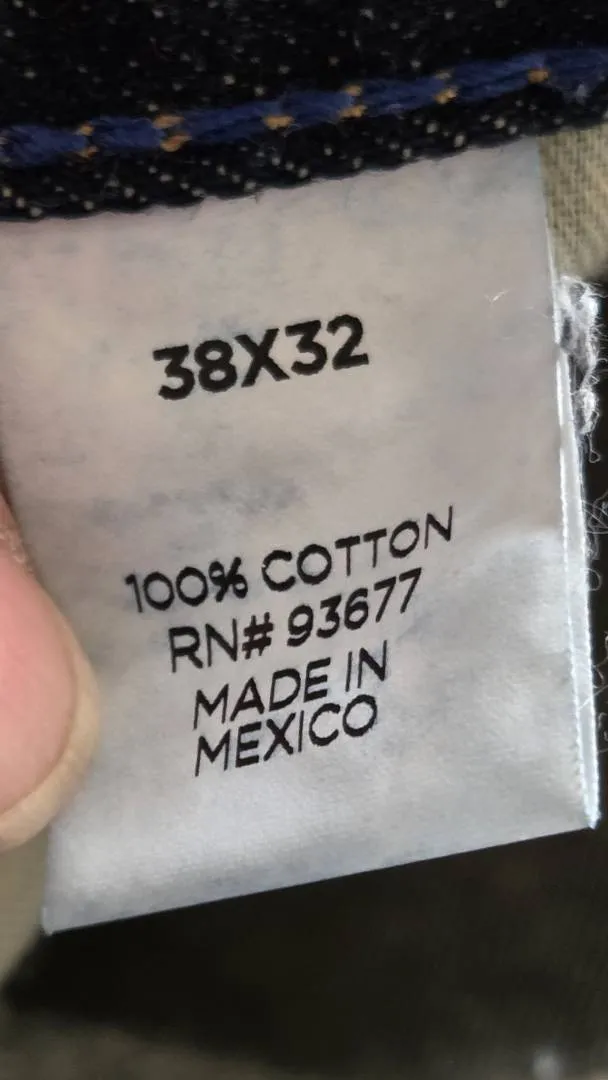 38X32
100% COTTON
RN# 93677
MADE IN
MEXICO